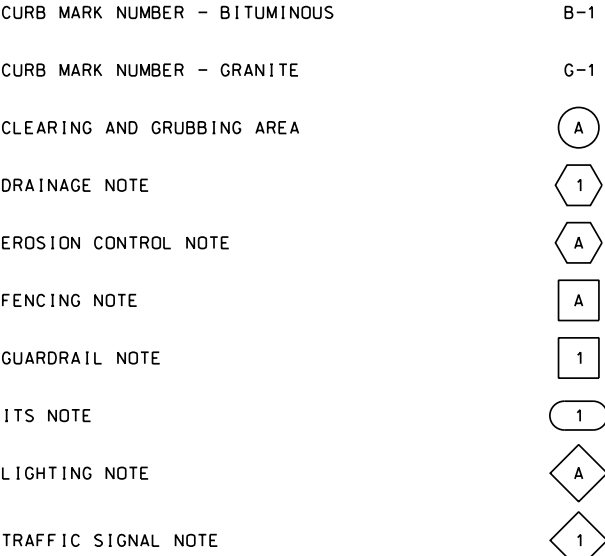 CURB MARK NUMBER - BITUMINOUS B-1
CURB MARK NUMBER - GRANITE G-1
CLEARING AND GRUBBING AREA A
DRAINAGE NOTE 1
EROSION CONTROL NOTE A
FENCING NOTE A
GUARDRAIL NOTE 1
ITS NOTE 1
LIGHTING NOTE A
TRAFFIC SIGNAL NOTE 1